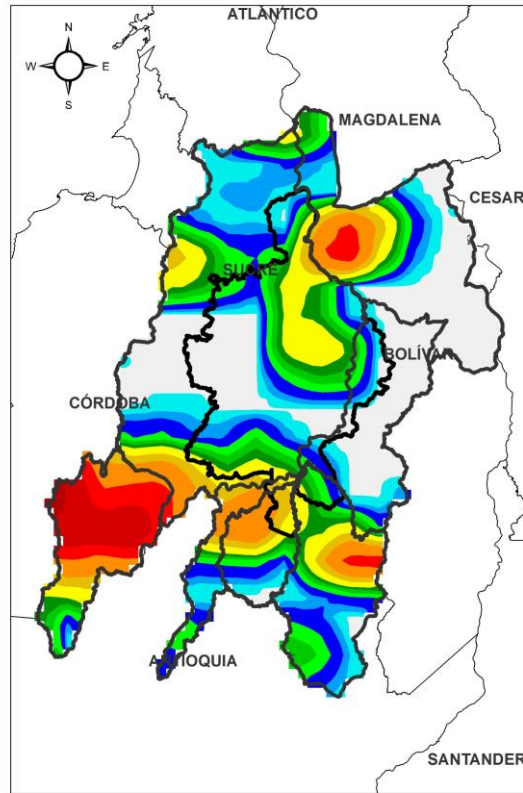 ATLÁNTICO
N
W E
S
MAGDALENA
CESAR
SUCRE
BOLÍVAR
CÓRDOBA
ANTIOQUIA
SANTANDER